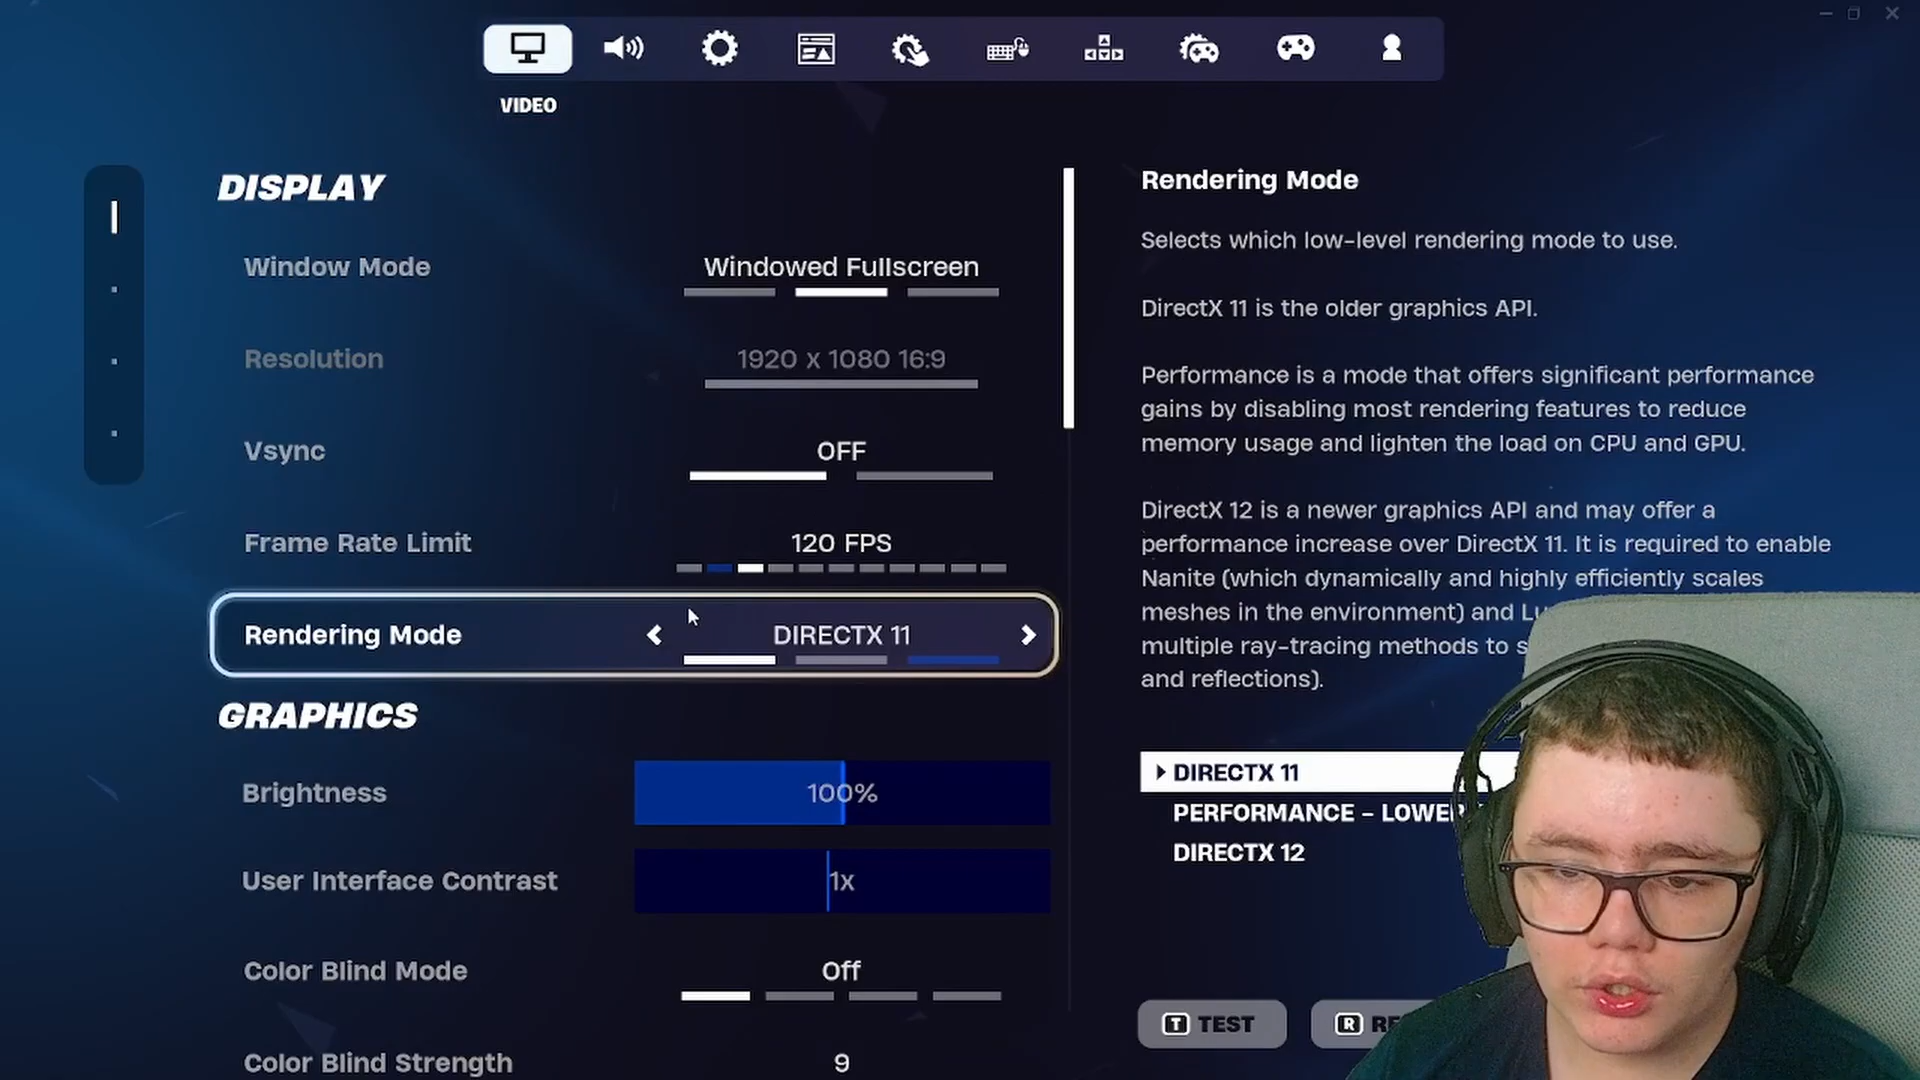 VIDEO
DISPLAY
Window Mode
Windowed Fullscreen
Resolution
1920 x 1080 16:9
Vsync
OFF
Frame Rate Limit
120 FPS
Rendering Mode
DIRECTX 11
GRAPHICS
Brightness
100%
User Interface Contrast
1x
Color Blind Mode
Off
Color Blind Strength
9
Rendering Mode
Selects which low-level rendering mode to use.
DirectX 11 is the older graphics API.
Performance is a mode that offers significant performance
gains by disabling most rendering features to reduce
memory usage and lighten the load on CPU and GPU.
DirectX 12 is a newer graphics API and may offer a
performance increase over DirectX 11. It is required to enable
Nanite (which dynamically and highly efficiently scales
meshes in the environment) and
multiple ray-tracing methods to
and reflections).
DIRECTX 11
PERFORMANCE - LOWER
DIRECTX 12
T TEST
R